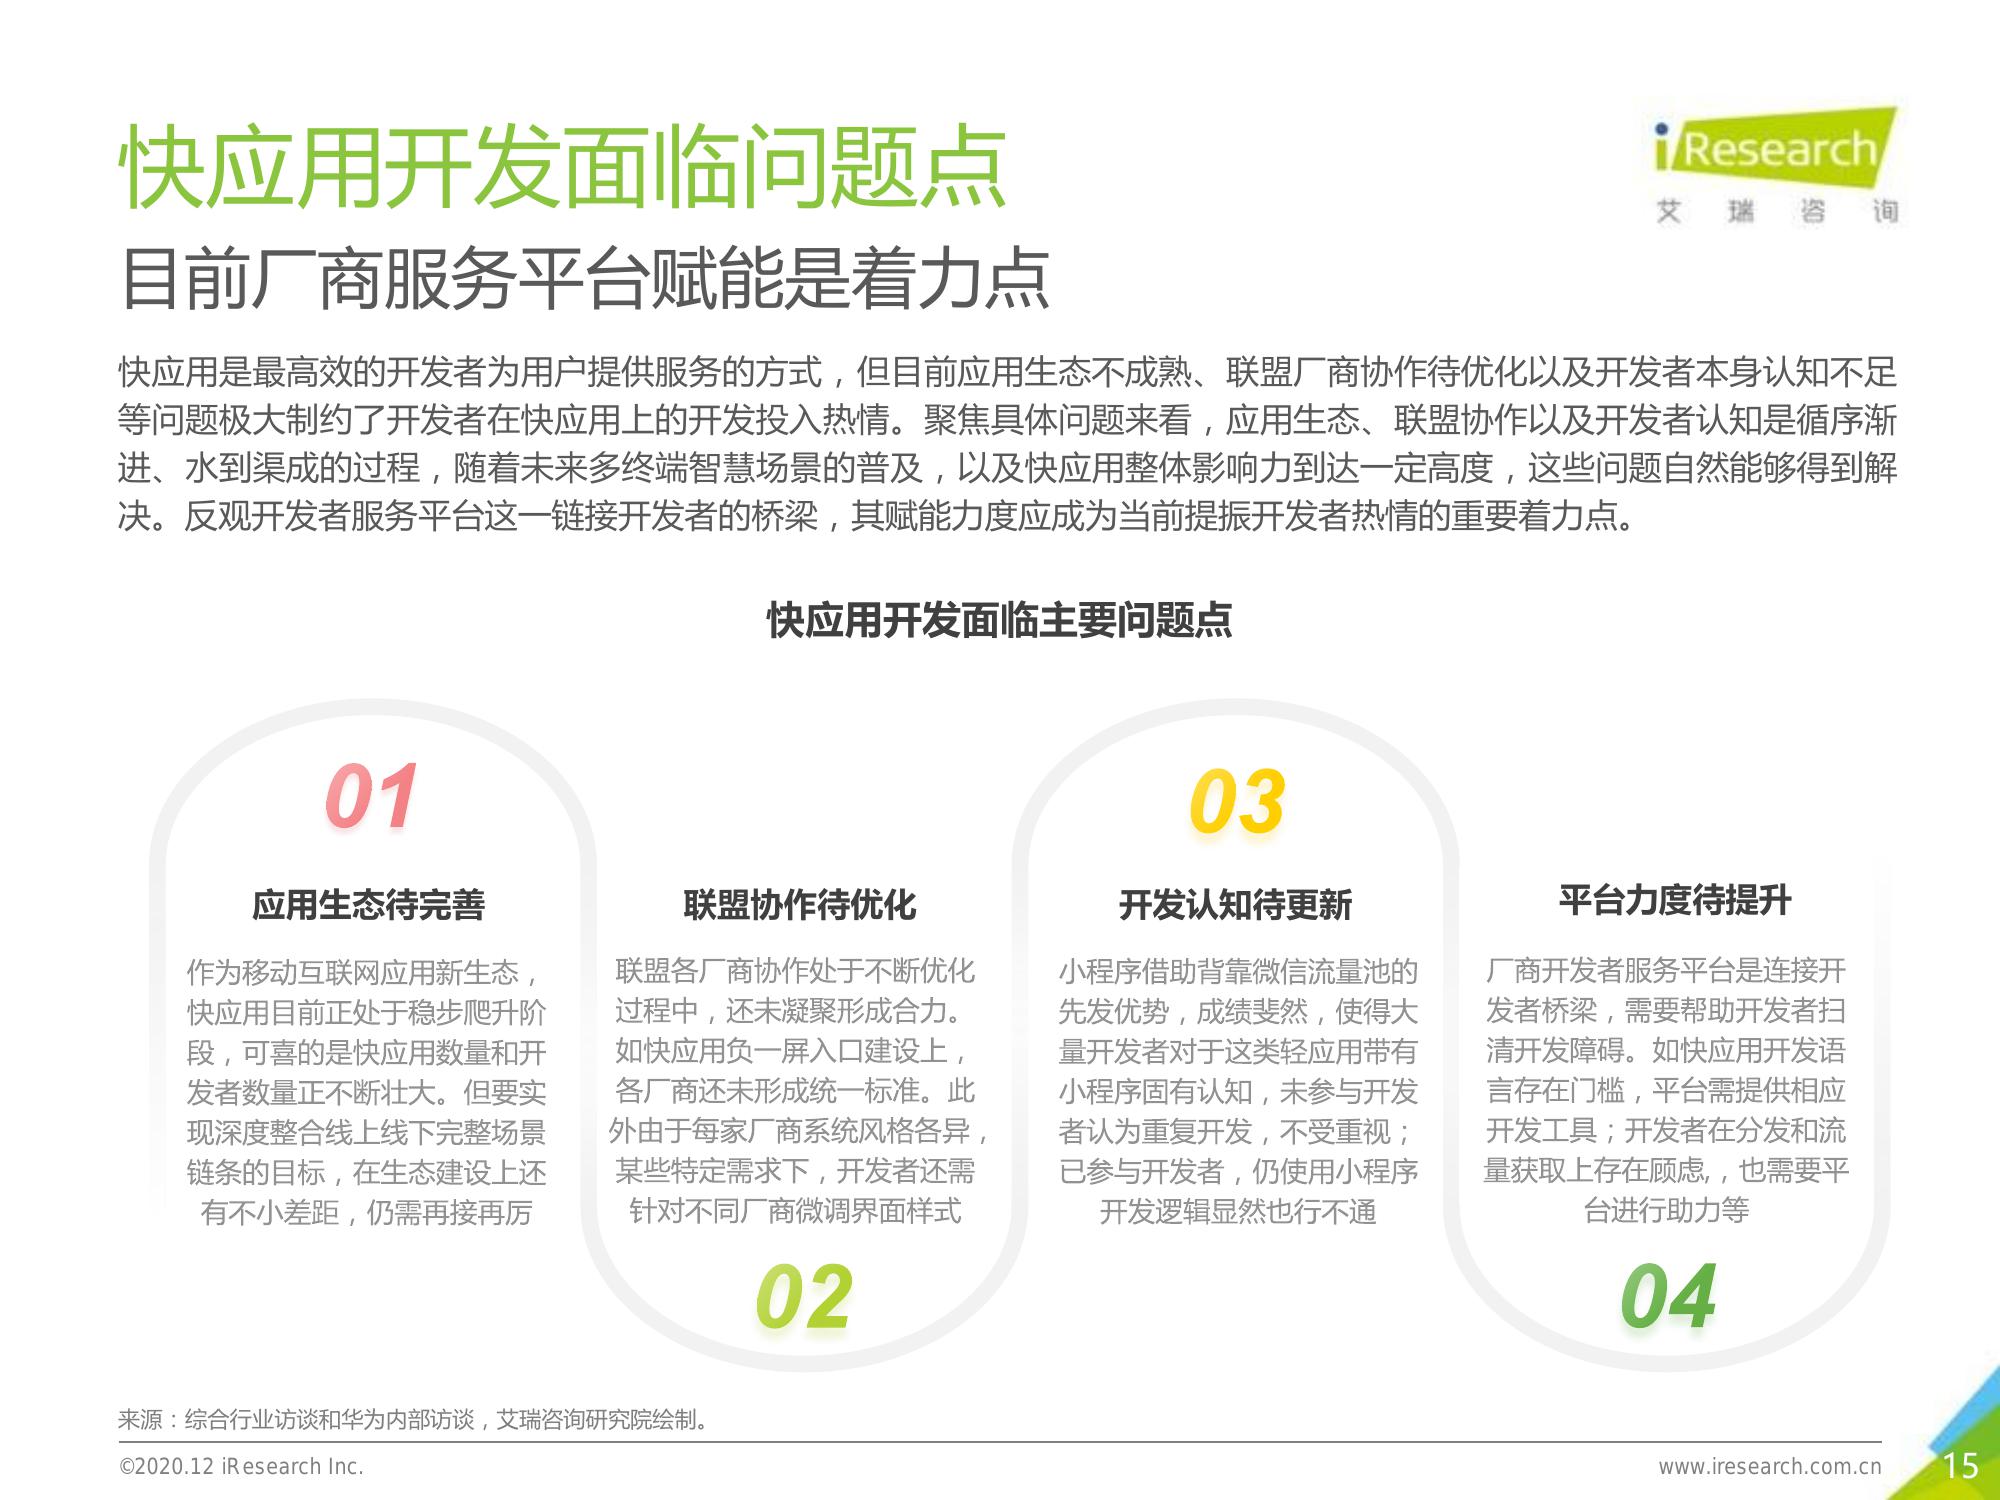 快应用开发面临问题点
iResearch
艾 瑞 咨 询
目前厂商服务平台赋能是着力点
快应用是最高效的开发者为用户提供服务的方式，但目前应用生态不成熟、联盟厂商协作待优化以及开发者本身认知不足
等问题极大制约了开发者在快应用上的开发投入热情。聚焦具体问题来看，应用生态、联盟协作以及开发者认知是循序渐
进、水到渠成的过程，随着未来多终端智慧场景的普及，以及快应用整体影响力到达一定高度，这些问题自然能够得到解
决。反观开发者服务平台这一链接开发者的桥梁，其赋能力度应成为当前提振开发者热情的重要着力点。
快应用开发面临主要问题点
01
应用生态待完善
作为移动互联网应用新生态，
快应用目前正处于稳步爬升阶
段，可喜的是快应用数量和开
发者数量正不断壮大。但要实
现深度整合线上线下完整场景
链条的目标，在生态建设上还
有不小差距，仍需再接再厉
联盟协作待优化
联盟各厂商协作处于不断优化
过程中，还未凝聚形成合力。
如快应用负一屏入口建设上，
各厂商还未形成统一标准。此
外由于每家厂商系统风格各异，
某些特定需求下，开发者还需
针对不同厂商微调界面样式
02
03
开发认知待更新
小程序借助背靠微信流量池的
先发优势，成绩斐然，使得大
量开发者对于这类轻应用带有
小程序固有认知，未参与开发
者认为重复开发，不受重视；
已参与开发者，仍使用小程序
开发逻辑显然也行不通
平台力度待提升
厂商开发者服务平台是连接开
发者桥梁，需要帮助开发者扫
清开发障碍。如快应用开发语
言存在门槛，平台需提供相应
开发工具；开发者在分发和流
量获取上存在顾虑,，也需要平
台进行助力等
04
来源：综合行业访谈和华为内部访谈，艾瑞咨询研究院绘制。
©2020.12 iResearch Inc.
www.iresearch.com.cn
15